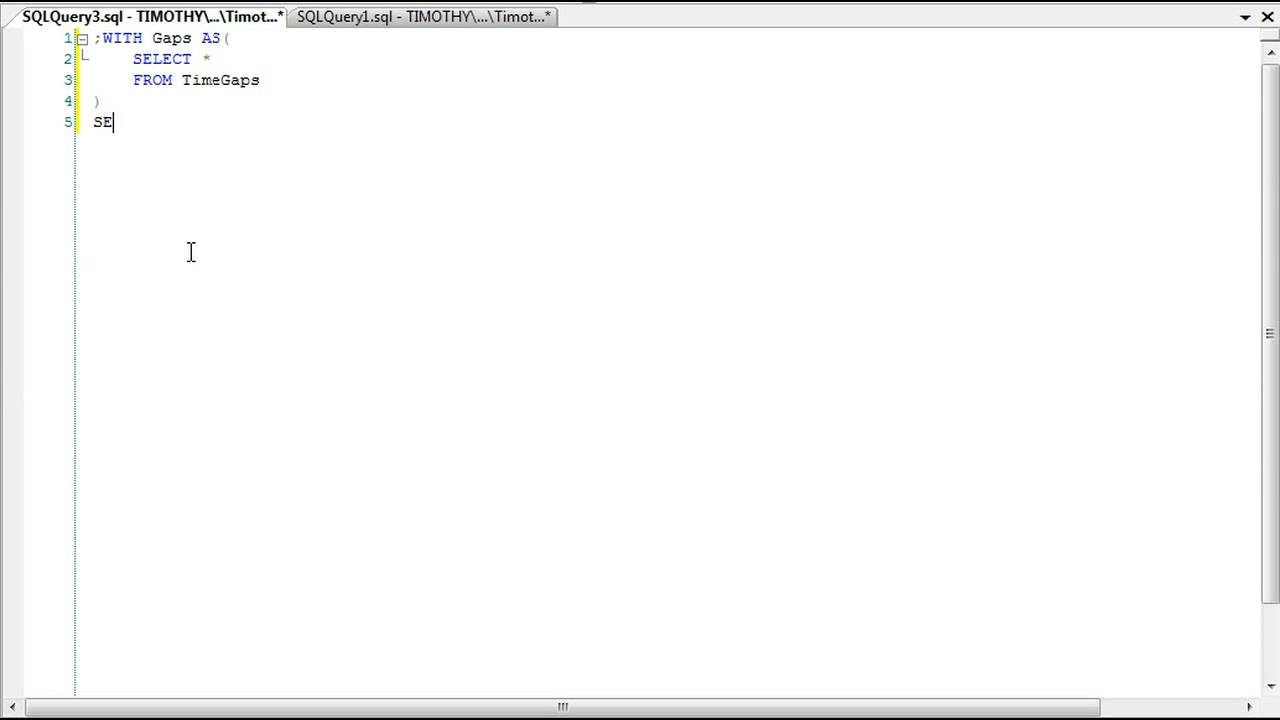 SQLQuery3.sql - TIMOTHY\...\Timot...* SQLQuery1.sql - TIMOTHY\...\Timot...*
1 ;WITH Gaps AS(
2 SELECT *
3 FROM TimeGaps
4 )
5 SE